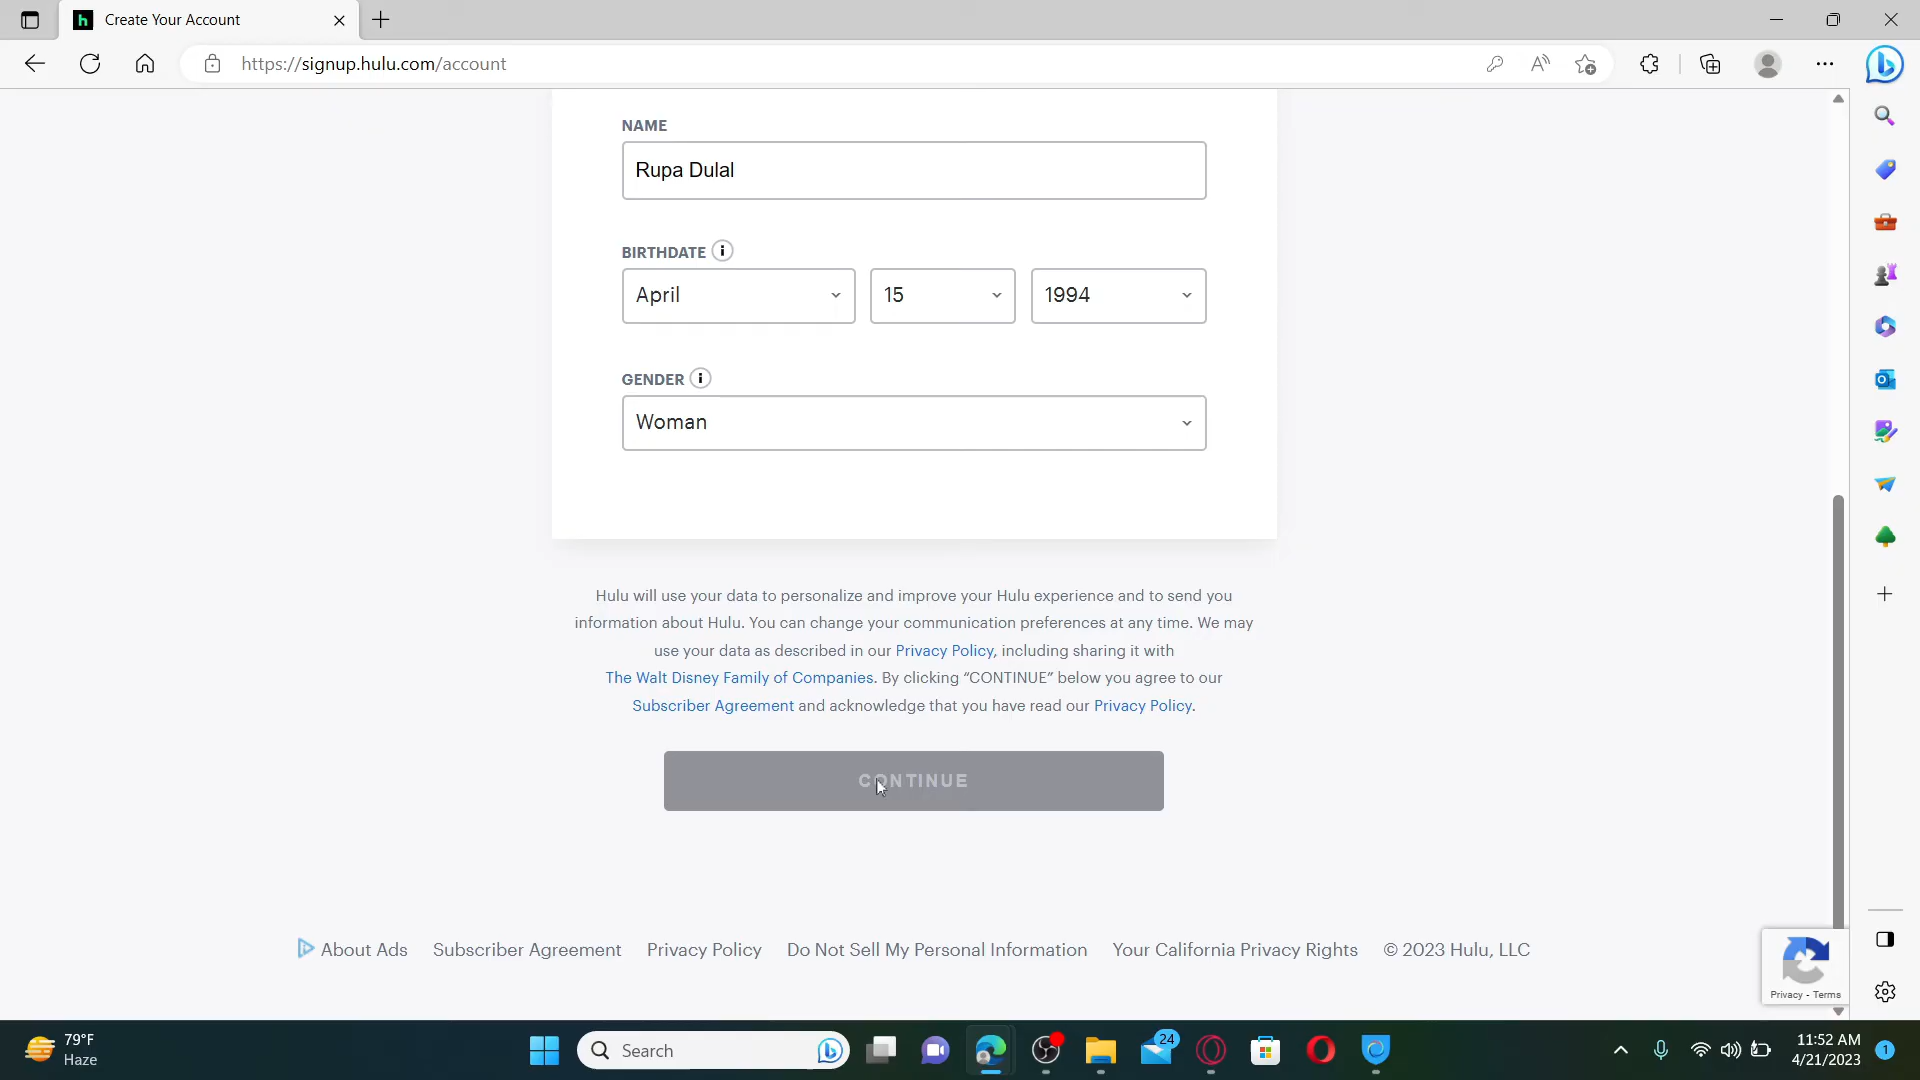 Create Your Account
https://signup.hulu.com/account
NAME
Rupa Dulal
BIRTHDATE
April
15
1994
GENDER
Woman
Hulu will use your data to personalize and improve your Hulu experience and to send you
information about Hulu. You can change your communication preferences at any time. We may
use your data as described in our Privacy Policy, including sharing it with
The Walt Disney Family of Companies. By clicking “CONTINUE” below you agree to our
Subscriber Agreement and acknowledge that you have read our Privacy Policy.
CONTINUE
About Ads Subscriber Agreement Privacy Policy Do Not Sell My Personal Information Your California Privacy Rights © 2023 Hulu, LLC
Privacy - Terms
79°F
Haze
Search
24
11:52 AM
4/21/2023
1